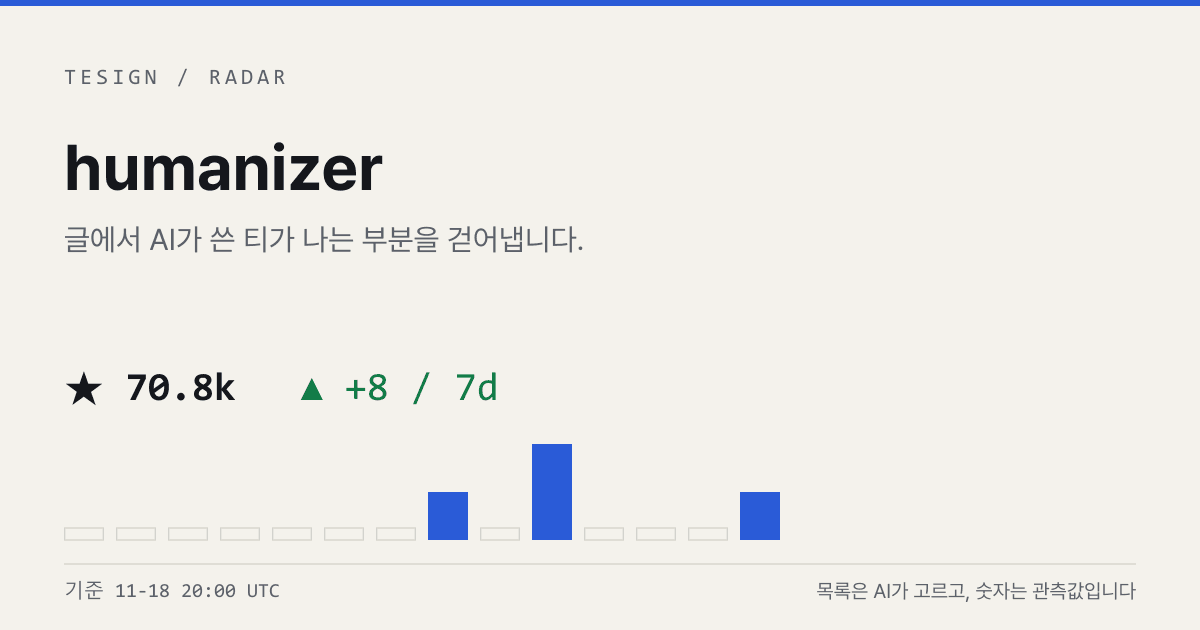 TESIGN / RADAR
humanizer
글에서 AI가 쓴 티가 나는 부분을 걷어냅니다.
★ 70.8k ▲ +8 / 7d
기준 11-18 20:00 UTC
목록은 AI가 고르고, 숫자는 관측값입니다